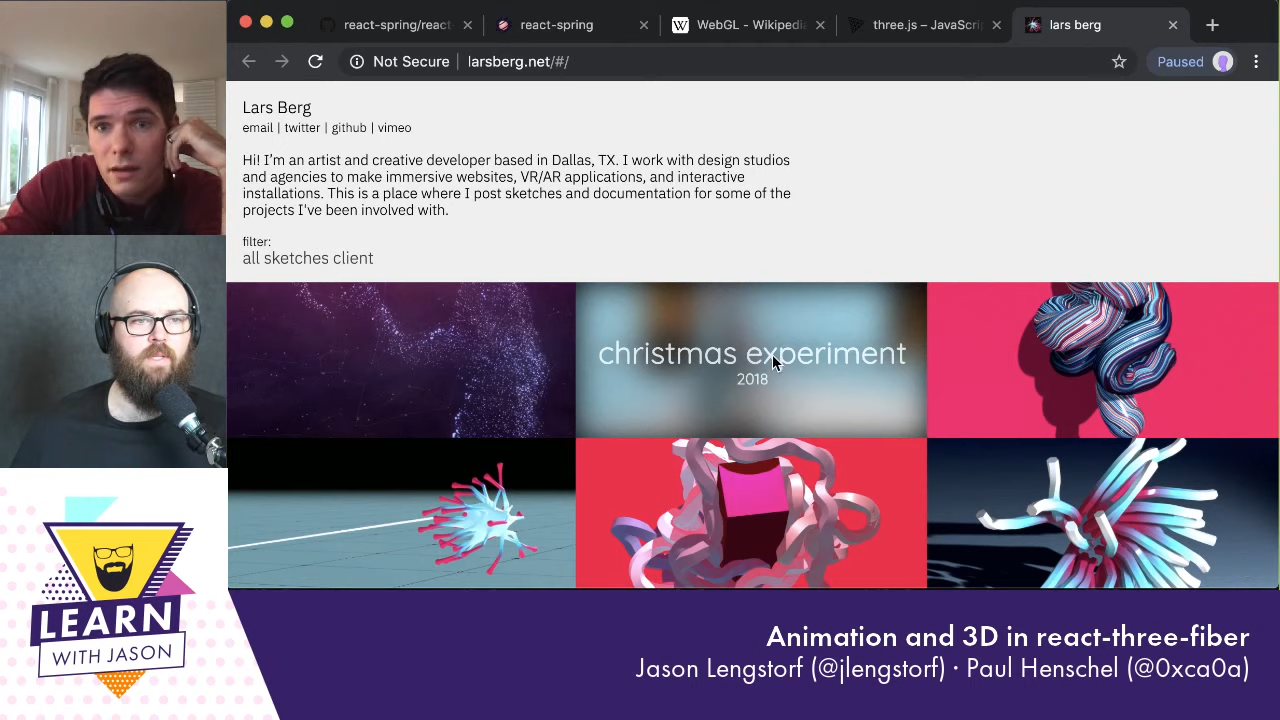 react-spring/react-
react-spring
WebGL - Wikipedia
three.js – JavaScri
lars berg
Not Secure
larsberg.net/#/
Paused
Lars Berg
email | twitter | github | vimeo
Hi! I'm an artist and creative developer based in Dallas, TX. I work with design studios
and agencies to make immersive websites, VR/AR applications, and interactive
installations. This is a place where I post sketches and documentation for some of the
projects I've been involved with.
filter:
all sketches client
christmas experiment
2018
LEARN
WITH JASON
Animation and 3D in react-three-fiber
Jason Lengstorf (@jlengstorf) · Paul Henschel (@0xca0a)